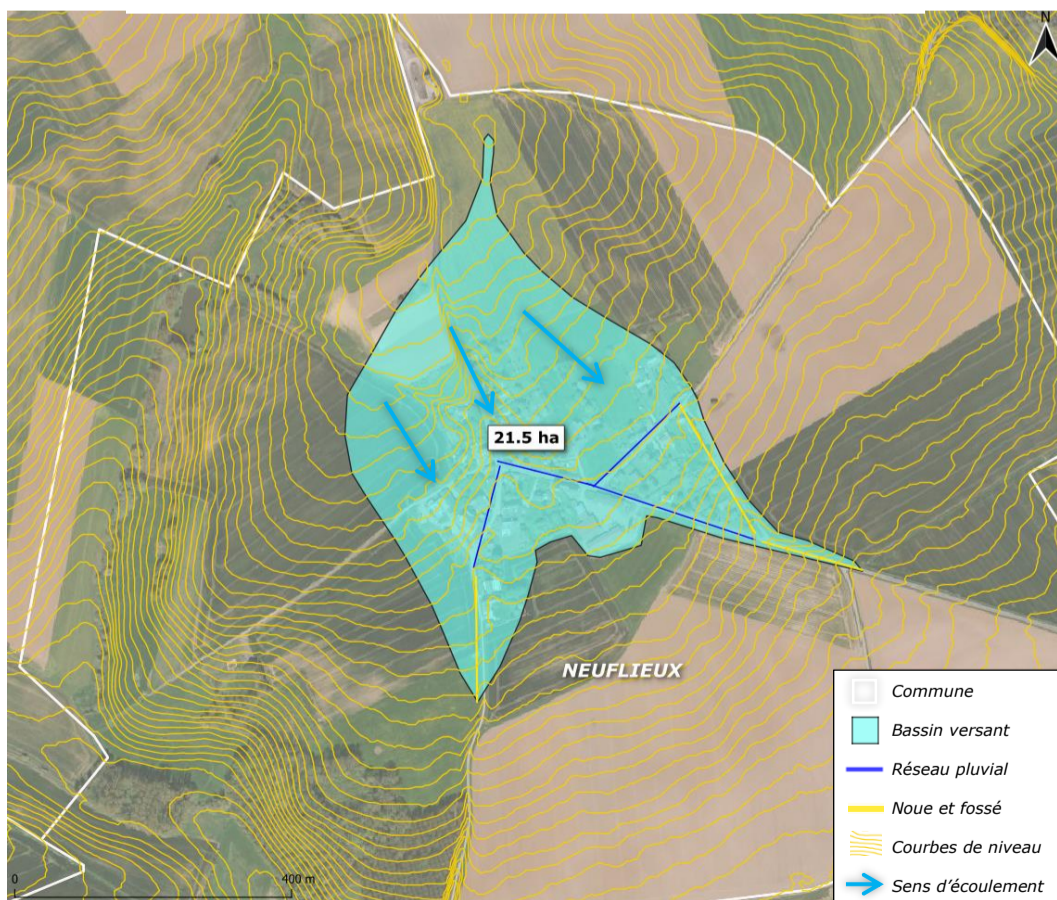 N
21.5 ha
NEUFLIEUX
Commune
Bassin versant
Réseau pluvial
Noue et fossé
Courbes de niveau
Sens d'écoulement
0 400 m